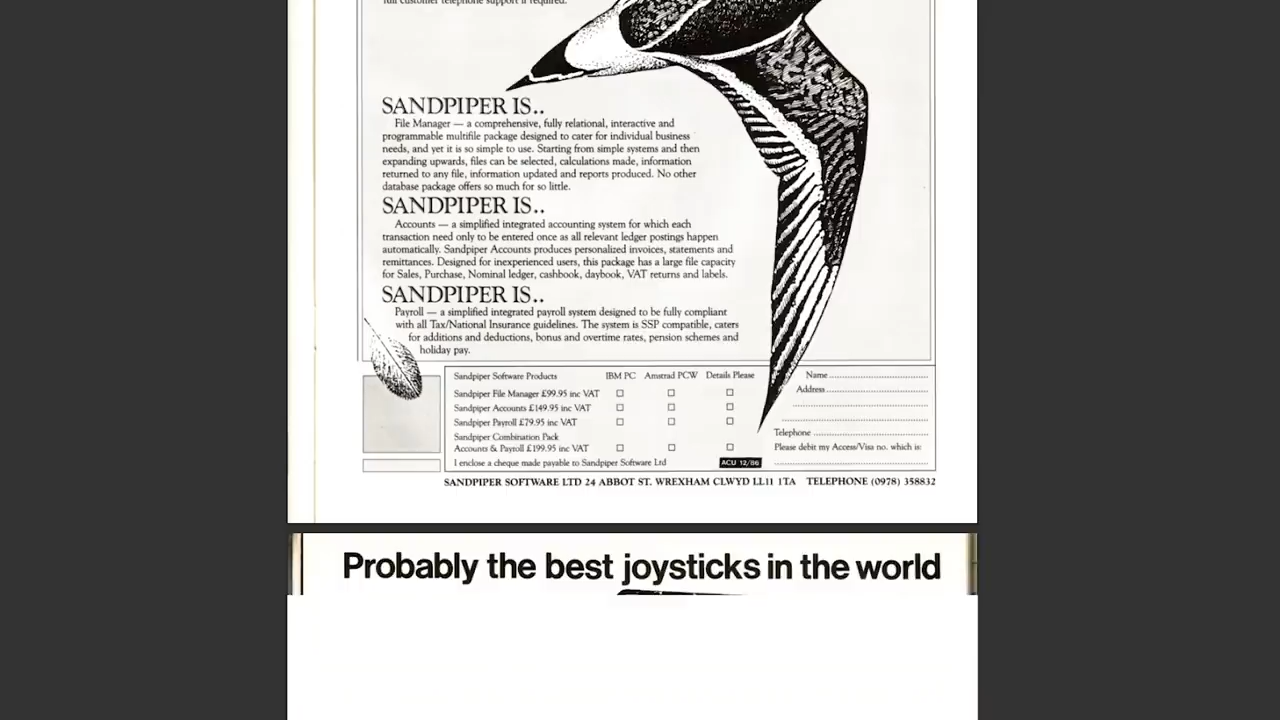 full customer telephone support if required.
SANDPIPER IS..
File Manager — a comprehensive, fully relational, interactive and
programmable multifile package designed to cater for individual business
needs, and yet it is so simple to use. Starting from simple systems and then
expanding upwards, files can be selected, calculations made, information
returned to any file, information updated and reports produced. No other
database package offers so much for so little.
SANDPIPER IS..
Accounts — a simplified integrated accounting system for which each
transaction need only to be entered once as all relevant ledger postings happen
automatically. Sandpiper Accounts produces personalized invoices, statements and
remittances. Designed for inexperienced users, this package has a large file capacity
for Sales, Purchase, Nominal ledger, cashbook, daybook, VAT returns and labels.
SANDPIPER IS..
Payroll — a simplified integrated payroll system designed to be fully compliant
with all Tax/National Insurance guidelines. The system is SSP compatible, caters
for additions and deductions, bonus and overtime rates, pension schemes and
holiday pay.
Sandpiper Software Products IBM PC Amstrad PCW Details Please
Sandpiper File Manager £99.95 inc VAT
Sandpiper Accounts £149.95 inc VAT
Sandpiper Payroll £79.95 inc VAT
Sandpiper Combination Pack
Accounts & Payroll £199.95 inc VAT
I enclose a cheque made payable to Sandpiper Software Ltd ACU 12/86
Name
Address
Telephone
Please debit my Access/Visa no. which is:
SANDPIPER SOFTWARE LTD 24 ABBOT ST. WREXHAM CLWYD LL11 1TA TELEPHONE (0978) 358832
Probably the best joysticks in the world